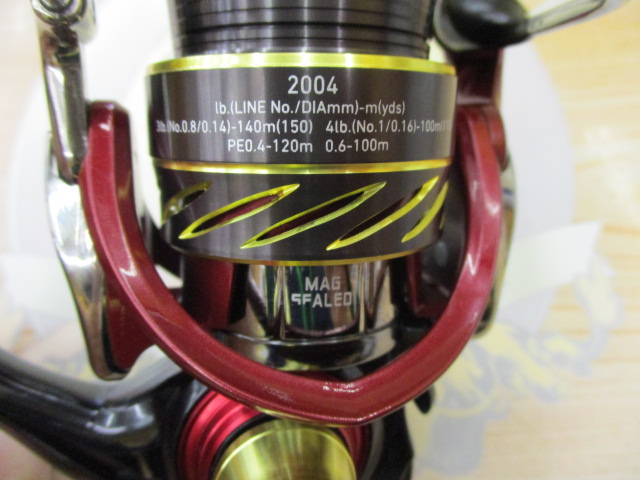 2004
lb.(LINE No./DIAmm)-m(yds)
3lb.(No.0.8/0.14)-140m(150) 4lb.(No.1/0.16)-100m
PE0.4-120m 0.6-100m
MAG
SEALED